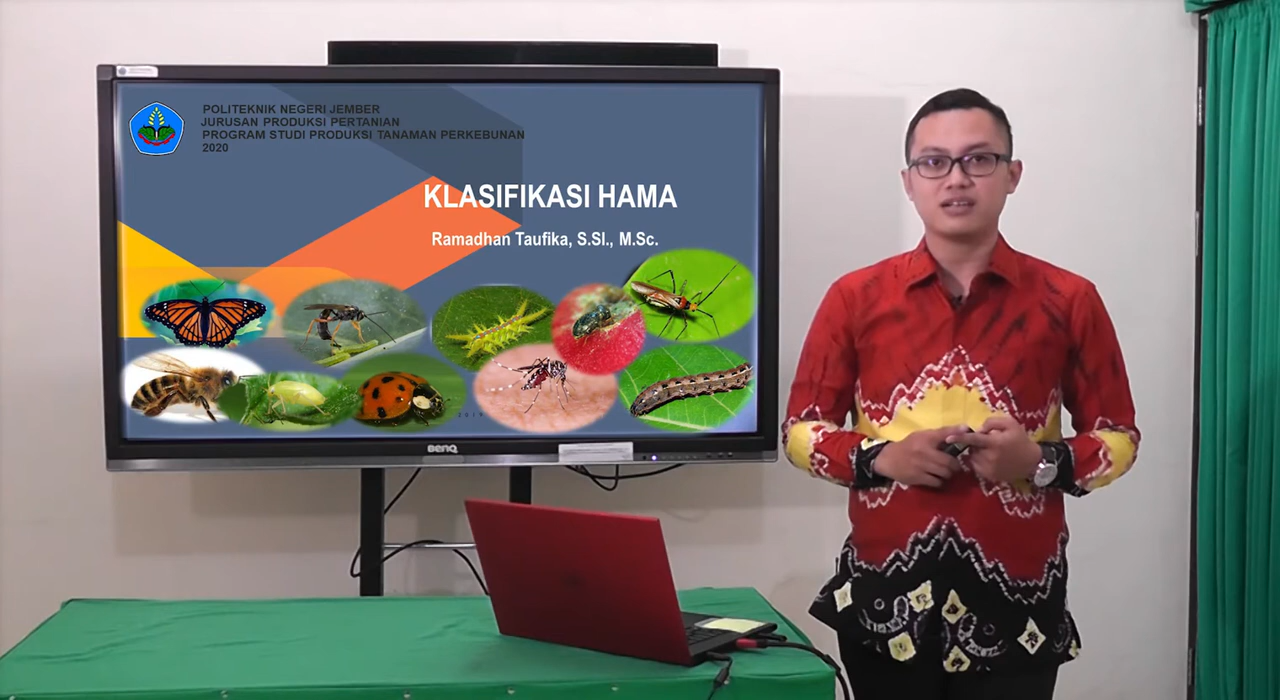 POLITEKNIK NEGERI JEMBER
JURUSAN PRODUKSI PERTANIAN
PROGRAM STUDI PRODUKSI TANAMAN PERKEBUNAN
2020
KLASIFIKASI HAMA
Ramadhan Taufika, S.SI., M.Sc.
BenQ